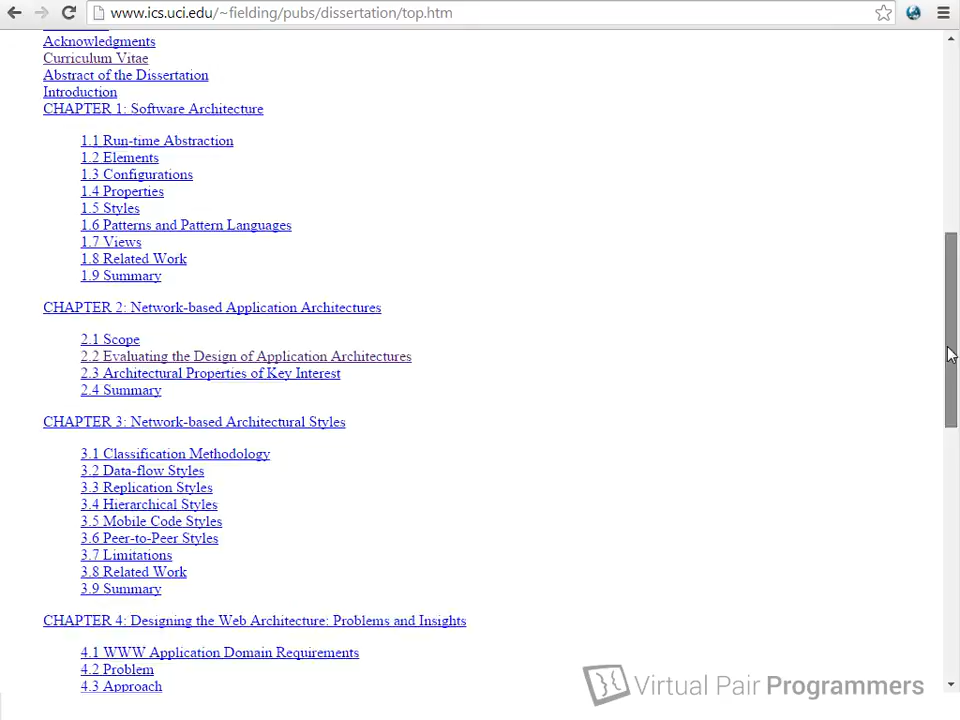 www.ics.uci.edu/~fielding/pubs/dissertation/top.htm
Acknowledgments
Curriculum Vitae
Abstract of the Dissertation
Introduction
CHAPTER 1: Software Architecture
1.1 Run-time Abstraction
1.2 Elements
1.3 Configurations
1.4 Properties
1.5 Styles
1.6 Patterns and Pattern Languages
1.7 Views
1.8 Related Work
1.9 Summary
CHAPTER 2: Network-based Application Architectures
2.1 Scope
2.2 Evaluating the Design of Application Architectures
2.3 Architectural Properties of Key Interest
2.4 Summary
CHAPTER 3: Network-based Architectural Styles
3.1 Classification Methodology
3.2 Data-flow Styles
3.3 Replication Styles
3.4 Hierarchical Styles
3.5 Mobile Code Styles
3.6 Peer-to-Peer Styles
3.7 Limitations
3.8 Related Work
3.9 Summary
CHAPTER 4: Designing the Web Architecture: Problems and Insights
4.1 WWW Application Domain Requirements
4.2 Problem
4.3 Approach
Virtual Pair Programmers